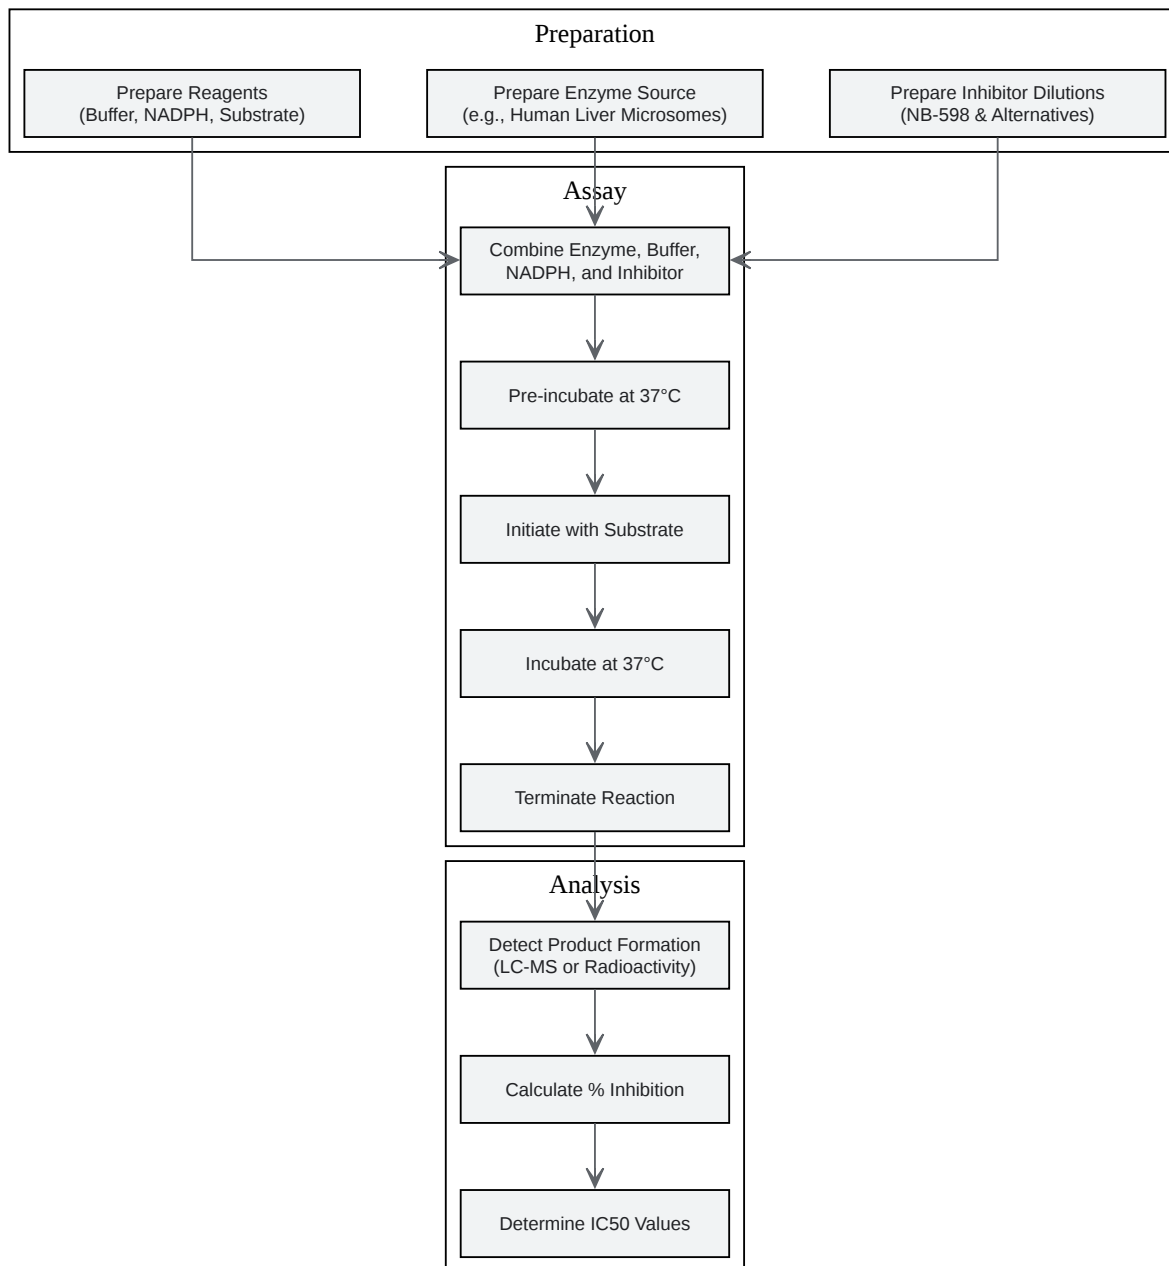 Preparation
Prepare Reagents
(Buffer, NADPH, Substrate)
Prepare Enzyme Source
(e.g., Human Liver Microsomes)
Prepare Inhibitor Dilutions
(NB-598 & Alternatives)
Assay
Combine Enzyme, Buffer,
NADPH, and Inhibitor
Pre-incubate at 37°C
Initiate with Substrate
Incubate at 37°C
Terminate Reaction
Analysis
Detect Product Formation
(LC-MS or Radioactivity)
Calculate % Inhibition
Determine IC50 Values